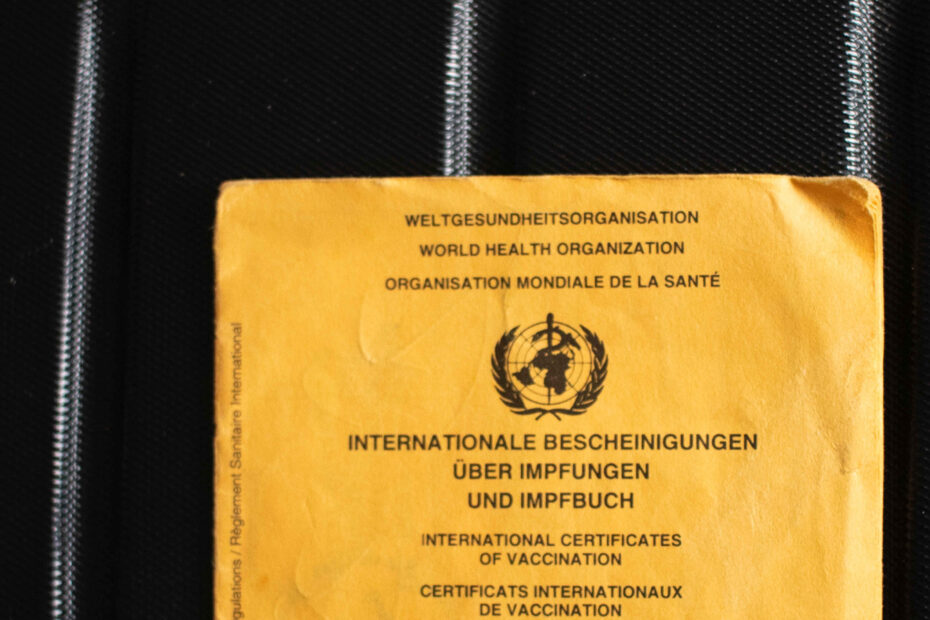 WELTGESUNDHEITSORGANISATION
WORLD HEALTH ORGANIZATION
ORGANISATION MONDIALE DE LA SANTÉ
INTERNATIONALE BESCHEINIGUNGEN
ÜBER IMPFUNGEN
UND IMPFBUCH
INTERNATIONAL CERTIFICATES
OF VACCINATION
CERTIFICATS INTERNATIONAUX
DE VACCINATION
gulations / Règlement Sanitaire International